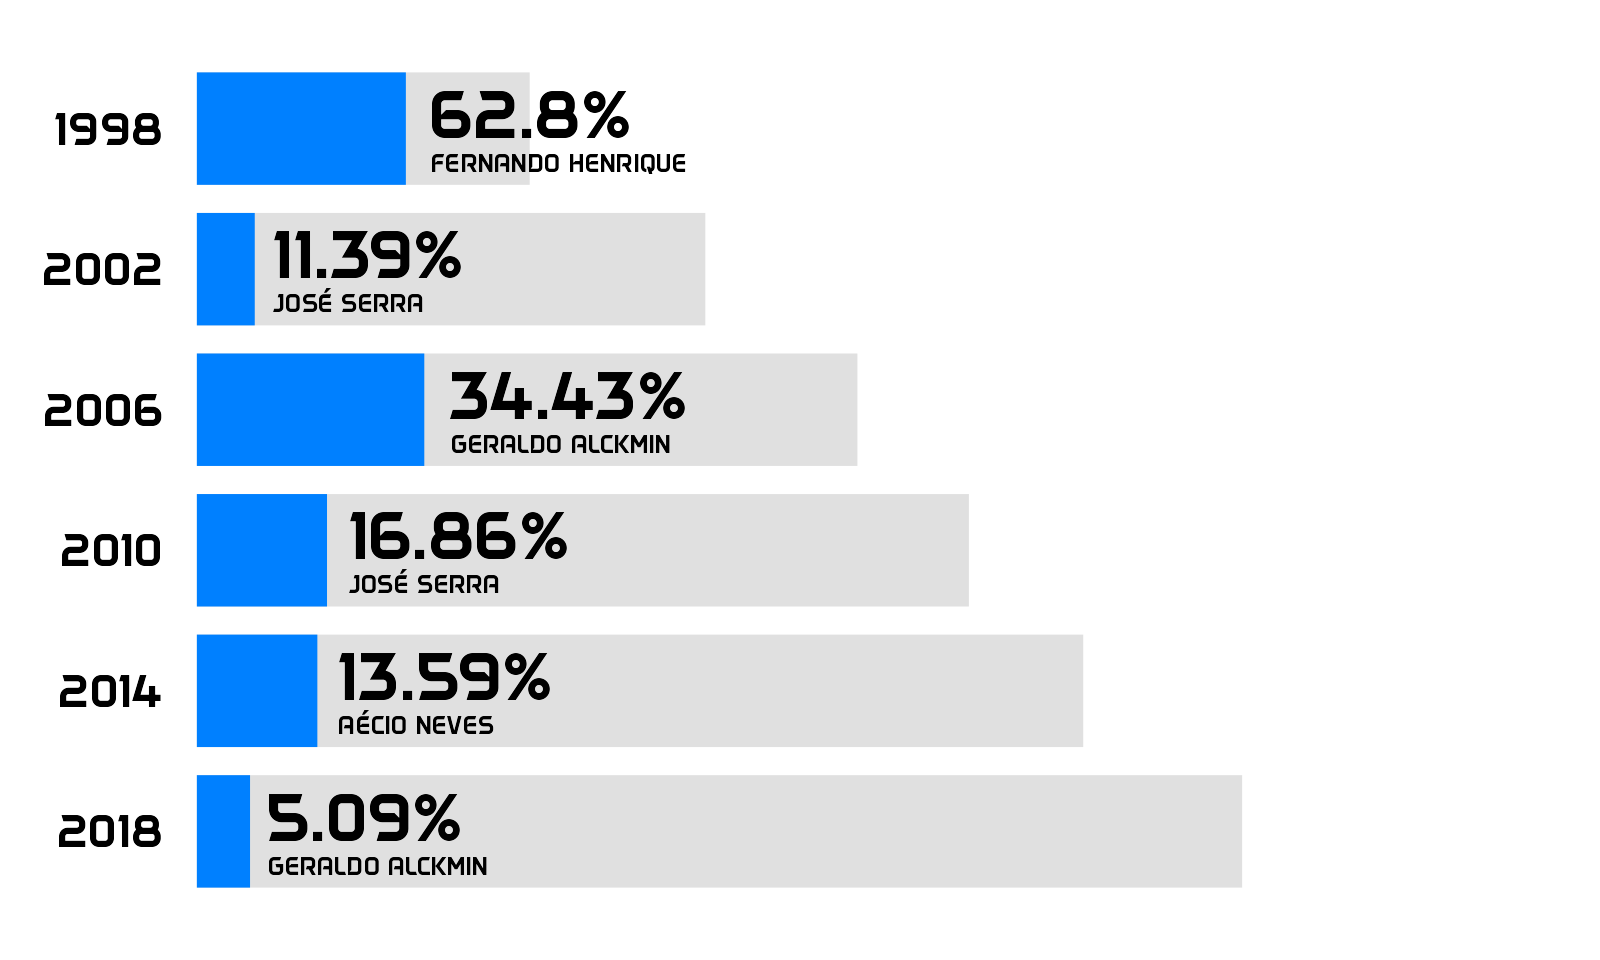 1998
62.8%
FERNANDO HENRIQUE
2002
11.39%
JOSÉ SERRA
2006
34.43%
GERALDO ALCKMIN
2010
16.86%
JOSÉ SERRA
2014
13.59%
AÉCIO NEVES
2018
5.09%
GERALDO ALCKMIN